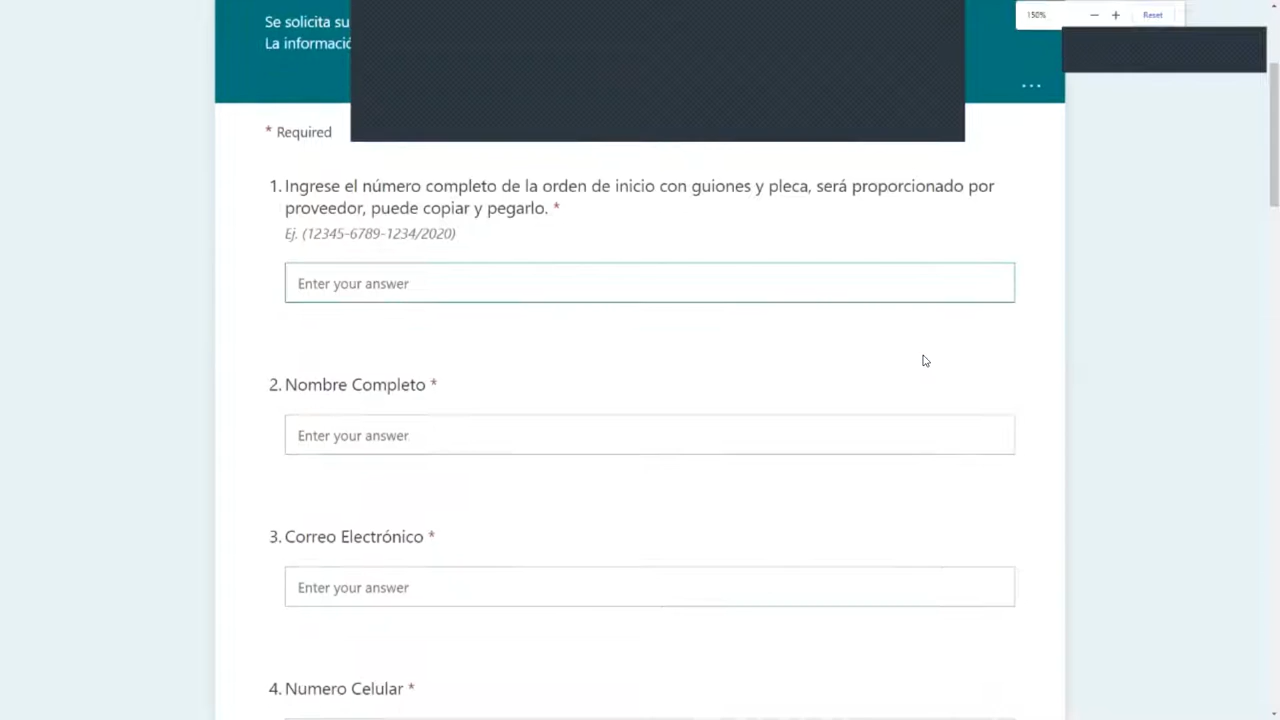 Se solicita su
La informació
150%
Reset
...
* Required
1. Ingrese el número completo de la orden de inicio con guiones y pleca, será proporcionado por
proveedor, puede copiar y pegarlo. *
Ej. (12345-6789-1234/2020)
Enter your answer
2. Nombre Completo *
Enter your answer
3. Correo Electrónico *
Enter your answer
4. Numero Celular *